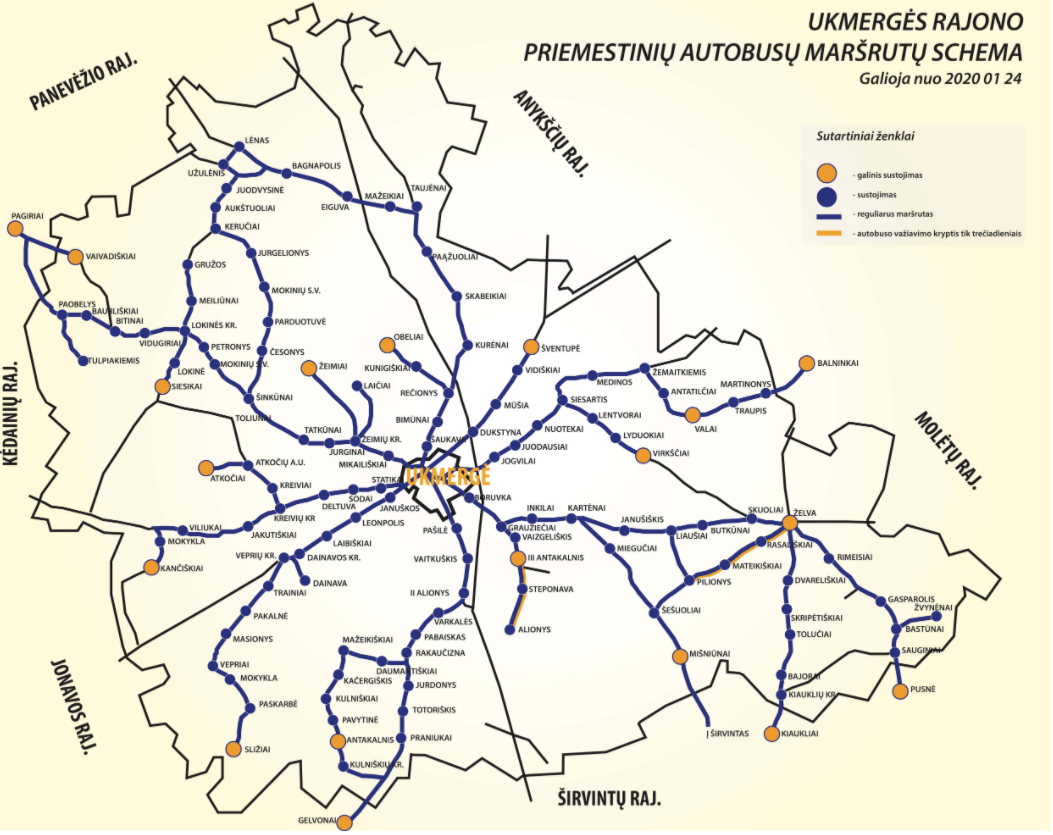 UKMERGĖS RAJONO
PRIEMESTINIŲ AUTOBUSŲ MARŠRUTŲ SCHEMA
Galioja nuo 2020 01 24
PANEVĖŽIO RAJ.
ANYKŠČIŲ RAJ.
Sutartiniai ženklai
- galinis sustojimas
- sustojimas
- reguliarus maršrutas
- autobuso važiavimo kryptis tik trečiadieniais
LĖNAS
UŽULĖNIS
BAGNAPOLIS
JUODVYSINĖ
MAŽEIKIAI
TAUJĖNAI
EIGUVA
AUKŠTUOLIAI
PAGIRIAI
KERUČIAI
VAIVADIŠKIAI
JURGELIONYS
PAĄŽUOLIAI
GRUŽOS
MOKINIŲ S.V.
SKABEIKIAI
MEILIŪNAI
PAOBELYS
BAUBLIŠKIAI
BITINAI
LOKINĖS KR.
PARDUOTUVĖ
VIDUGIRIAI
PETRONYS
OBELIAI
KURĖNAI
ŠVENTUPĖ
TULPIAKIEMIS
LOKINĖ
MOKINIŲ S.V.
ČESONYS
ŽEIMIAI
KUNIGIŠKIAI
VIDIŠKIAI
ŽEMAITKIEMIS
BALNINKAI
SIESIKAI
LAIČIAI
MEDINOS
MARTINONYS
KĖDAINIŲ RAJ.
ŠINKŪNAI
REČIONYS
ANTATILČIAI
TOLIŪNAI
MŪŠIA
SIESARTIS
TRAUPIS
BIMŪNAI
LENTVORAI
VALAI
TATKŪNAI
ŽEIMIŲ KR.
ŠAUKAVA
DUKSTYNA
NUOTEKAI
LYDUOKIAI
MOLĖTŲ RAJ.
JURGINAI
JUODAUSIAI
VIRKŠČIAI
MIKAILIŠKIAI
JOGVILAI
ATKOČIŲ A.U.
ATKOČIAI
UKMERGĖ
KREIVIAI
STATIKAI
SODAI
BORUVKA
DELTUVA
JANUŠKOS
INKILAI
KARTĖNAI
SKUOLIAI
ŽELVA
KREIVIŲ KR
LEONPOLIS
PAŠILĖ
GRAUŽIEČIAI
JANUŠIŠKIS
BUTKŪNAI
VILIUKAI
JAKUTIŠKIAI
VAIZGELIŠKIS
LIAUŠIAI
MOKYKLA
LAIBIŠKIAI
MIEGUČIAI
RASALIŠKIAI
VEPRIŲ KR.
DAINAVOS KR.
VAITKUŠKIS
III ANTAKALNIS
RIMEISIAI
KANČIŠKIAI
MATEIKIŠKIAI
DAINAVA
PILIONYS
DVARELIŠKIAI
TRAINIAI
II ALIONYS
STEPONAVA
GASPAROLIS
PAKALNĖ
VARKALĖS
ŠEŠUOLIAI
SKRIPĖTIŠKIAI
ŽVYNĖNAI
MASIONYS
MAŽEIKIŠKIAI
PABAISKAS
ALIONYS
TOLUČIAI
BASTŪNAI
RAKAUČIZNA
MIŠNIŪNAI
SAUGINIAI
JONAVOS RAJ.
VEPRIAI
DAUMANTIŠKIAI
MOKYKLA
KAČERGIŠKIS
JURDONYS
BAJORAI
PUSNĖ
KULNIŠKIAI
KIAUKLIŲ KR.
PASKARBĖ
TOTORIŠKIS
PAVYTINĖ
Į ŠIRVINTAS
KIAUKLIAI
SLIŽIAI
ANTAKALNIS
PRANIUKAI
KULNIŠKIŲ KR.
ŠIRVINTŲ RAJ.
GELVONAI